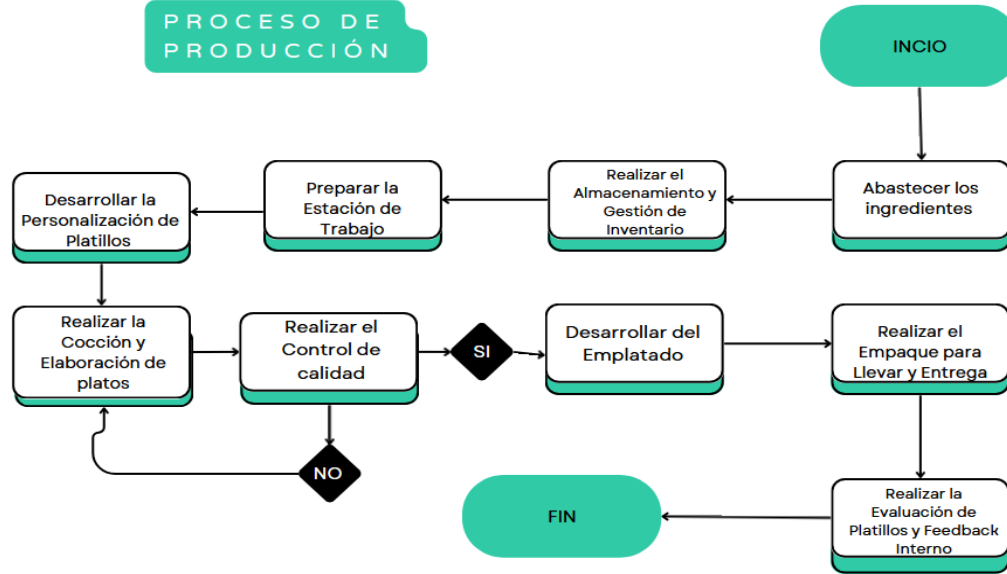 PROCESO DE
PRODUCCIÓN
INCIO
Abastecer los
ingredientes
Realizar el
Almacenamiento y
Gestión de
Inventario
Preparar la
Estación de
Trabajo
Desarrollar la
Personalización de
Platillos
Realizar la
Cocción y
Elaboración de
platos
Realizar el
Control de
calidad
NO
SI
Desarrollar del
Emplatado
Realizar el
Empaque para
Llevar y Entrega
Realizar la
Evaluación de
Platillos y Feedback
Interno
FIN